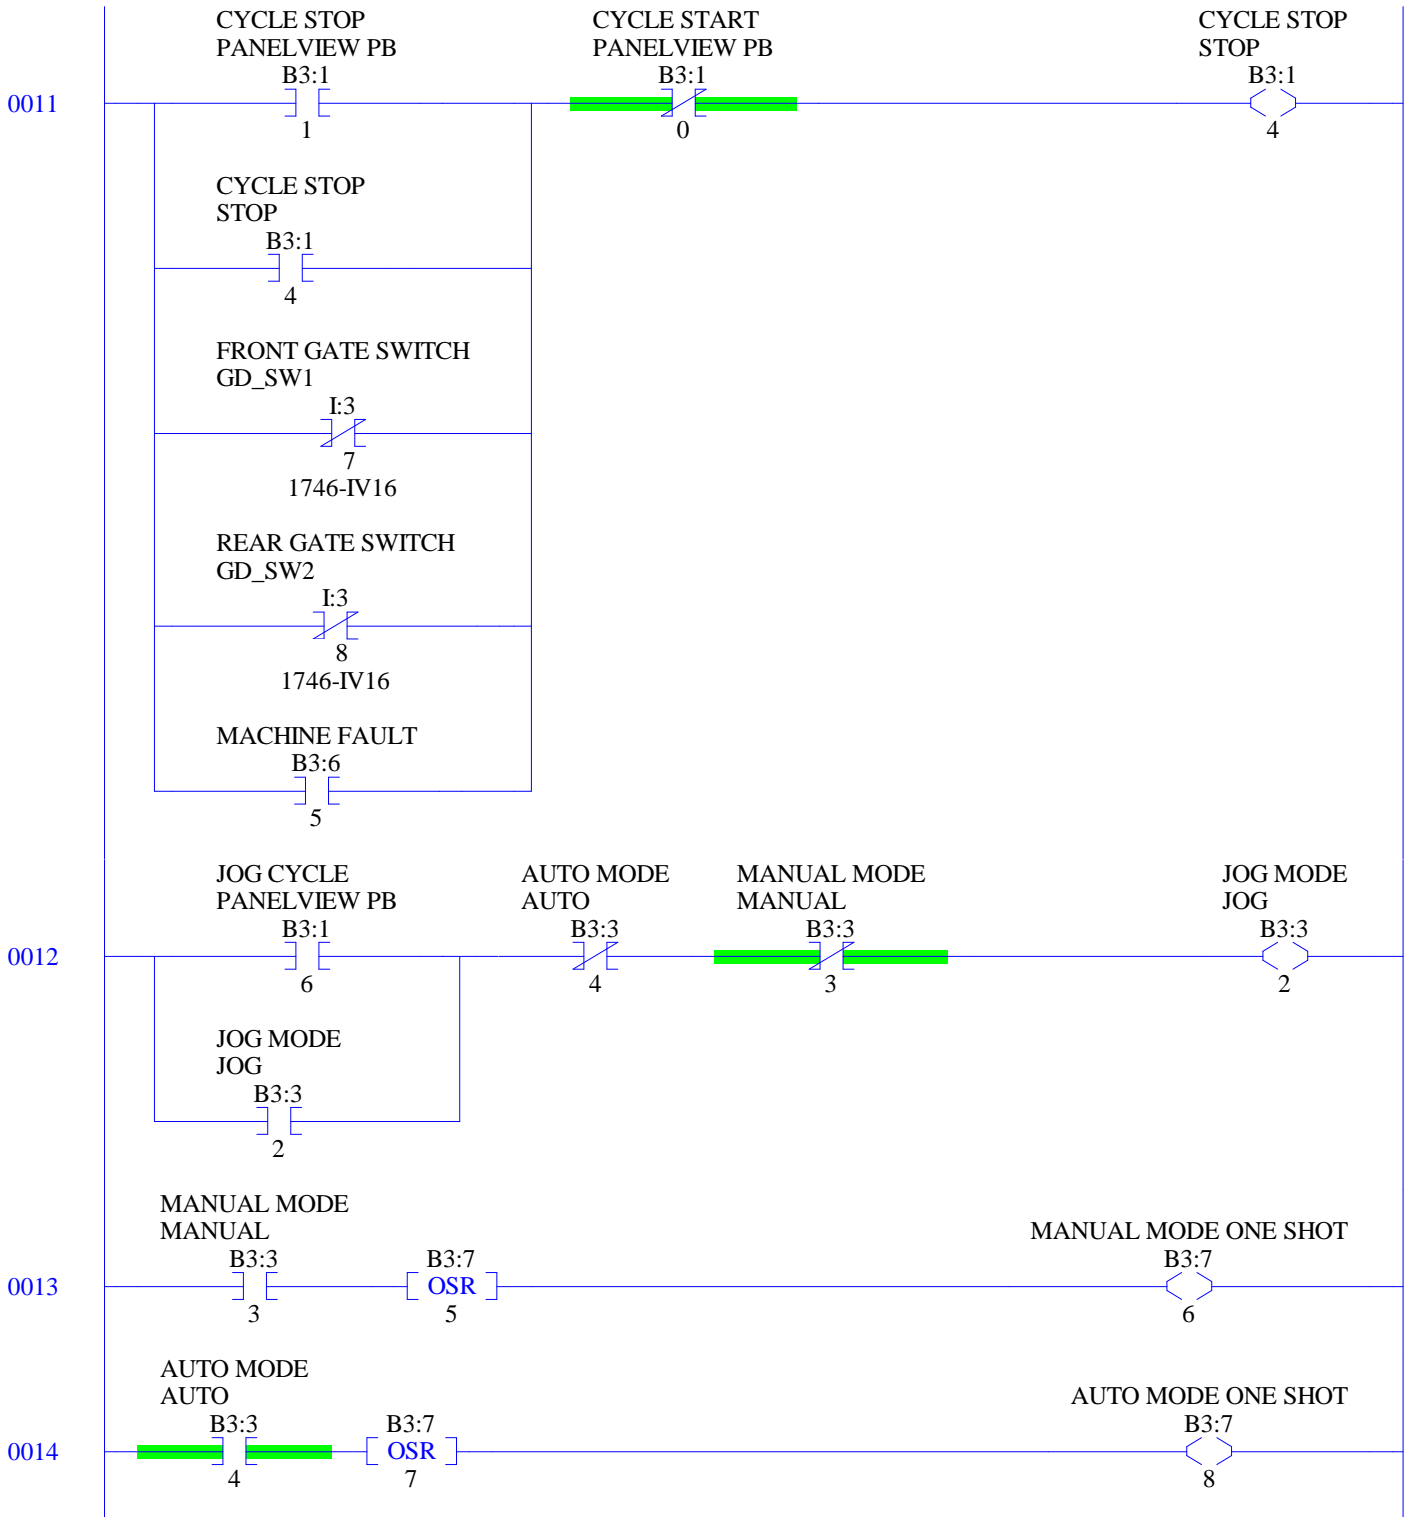 CYCLE STOP
PANELVIEW PB
B3:1
1
CYCLE START
PANELVIEW PB
B3:1
0
CYCLE STOP
STOP
B3:1
4
0011
CYCLE STOP
STOP
B3:1
4
FRONT GATE SWITCH
GD_SW1
I:3
7
1746-IV16
REAR GATE SWITCH
GD_SW2
I:3
8
1746-IV16
MACHINE FAULT
B3:6
5
JOG CYCLE
PANELVIEW PB
B3:1
6
AUTO MODE
AUTO
B3:3
4
MANUAL MODE
MANUAL
B3:3
3
JOG MODE
JOG
B3:3
2
0012
JOG MODE
JOG
B3:3
2
MANUAL MODE
MANUAL
B3:3
3
B3:7
OSR
5
MANUAL MODE ONE SHOT
B3:7
6
0013
AUTO MODE
AUTO
B3:3
4
B3:7
OSR
7
AUTO MODE ONE SHOT
B3:7
8
0014